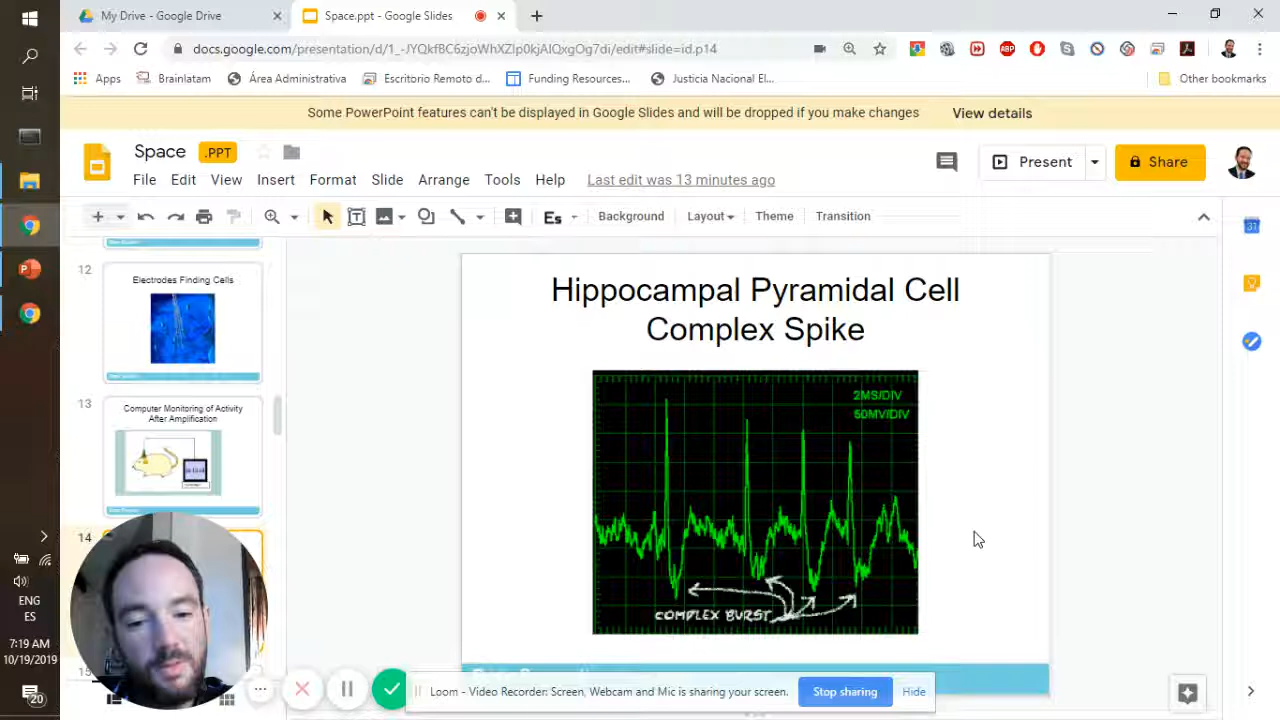 My Drive - Google Drive
Space.ppt - Google Slides
docs.google.com/presentation/d/1_-JYQkfBC6zjoWhXZIp0kjAIQxgOg7di/edit#slide=id.p14
Apps
Brainlatam
Área Administrativa
Escritorio Remoto d...
Funding Resources...
Justicia Nacional El...
Other bookmarks
Some PowerPoint features can't be displayed in Google Slides and will be dropped if you make changes
View details
Space
.PPT
Present
Share
File Edit View Insert Format Slide Arrange Tools Help
Last edit was 13 minutes ago
Es
Background
Layout
Theme
Transition
12
Electrodes Finding Cells
13
Computer Monitoring of Activity
After Amplification
14
15
Hippocampal Pyramidal Cell
Complex Spike
2MS/DIV
50MV/DIV
COMPLEX BURST
ENG
ES
7:19 AM
10/19/2019
20
Loom – Video Recorder: Screen, Webcam and Mic is sharing your screen.
Stop sharing
Hide
ABP
31